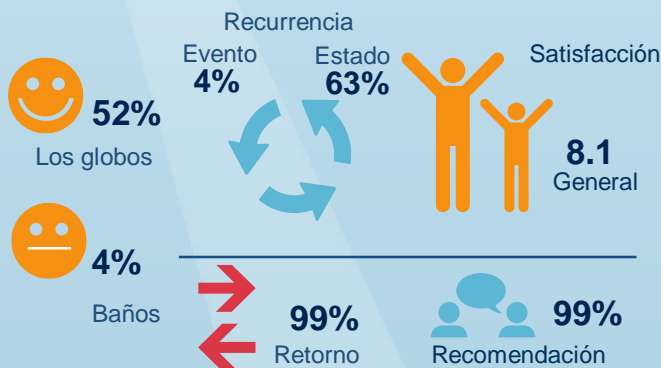 Recurrencia
Evento
4%
Estado
63%
Satisfacción
8.1
General
52%
Los globos
4%
Baños
99%
Retorno
99%
Recomendación